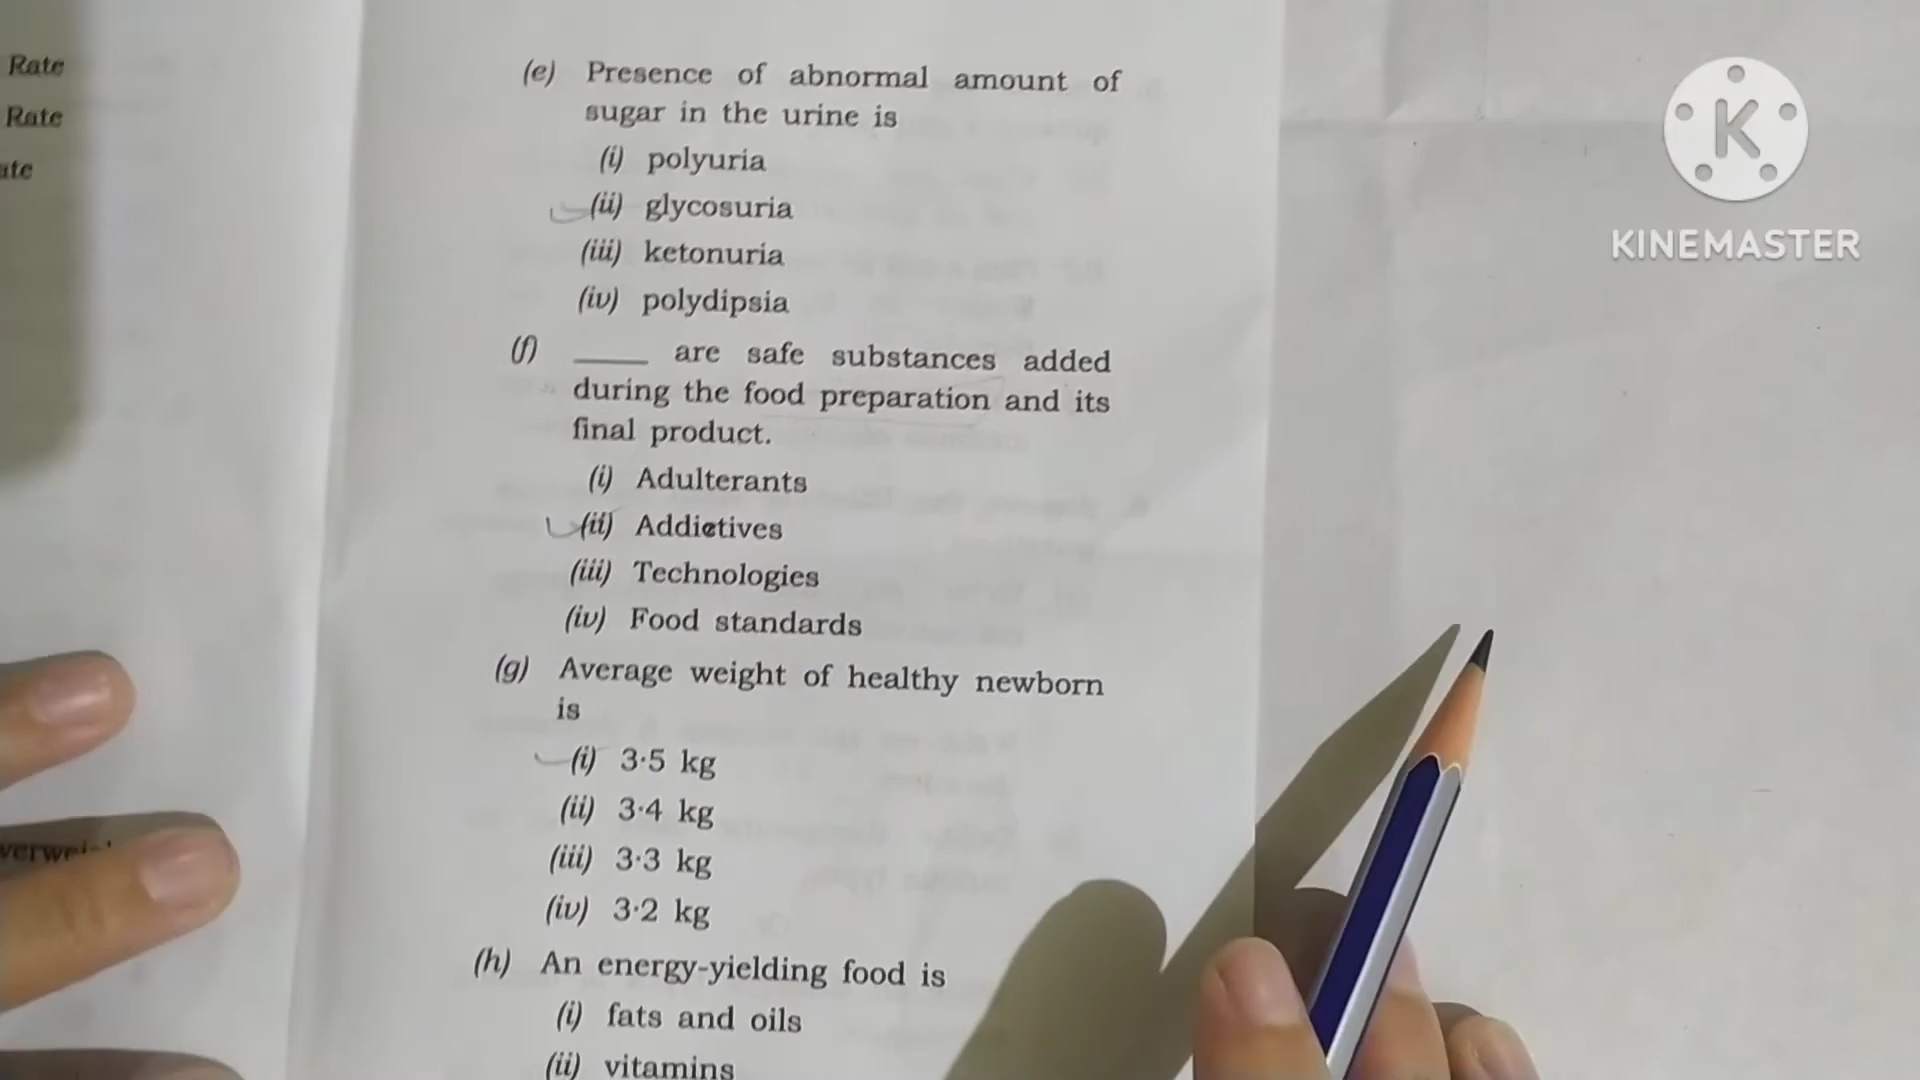 Rate
Rate
ate
(e) Presence of abnormal amount of
sugar in the urine is
(i) polyuria
(ii) glycosuria
(iii) ketonuria
(iv) polydipsia
(f) ____ are safe substances added
during the food preparation and its
final product.
(i) Adulterants
(ii) Addictives
(iii) Technologies
(iv) Food standards
(g) Average weight of healthy newborn
is
(i) 3·5 kg
(ii) 3·4 kg
(iii) 3·3 kg
(iv) 3·2 kg
(h) An energy-yielding food is
(i) fats and oils
(ii) vitamins
K
KINEMASTER